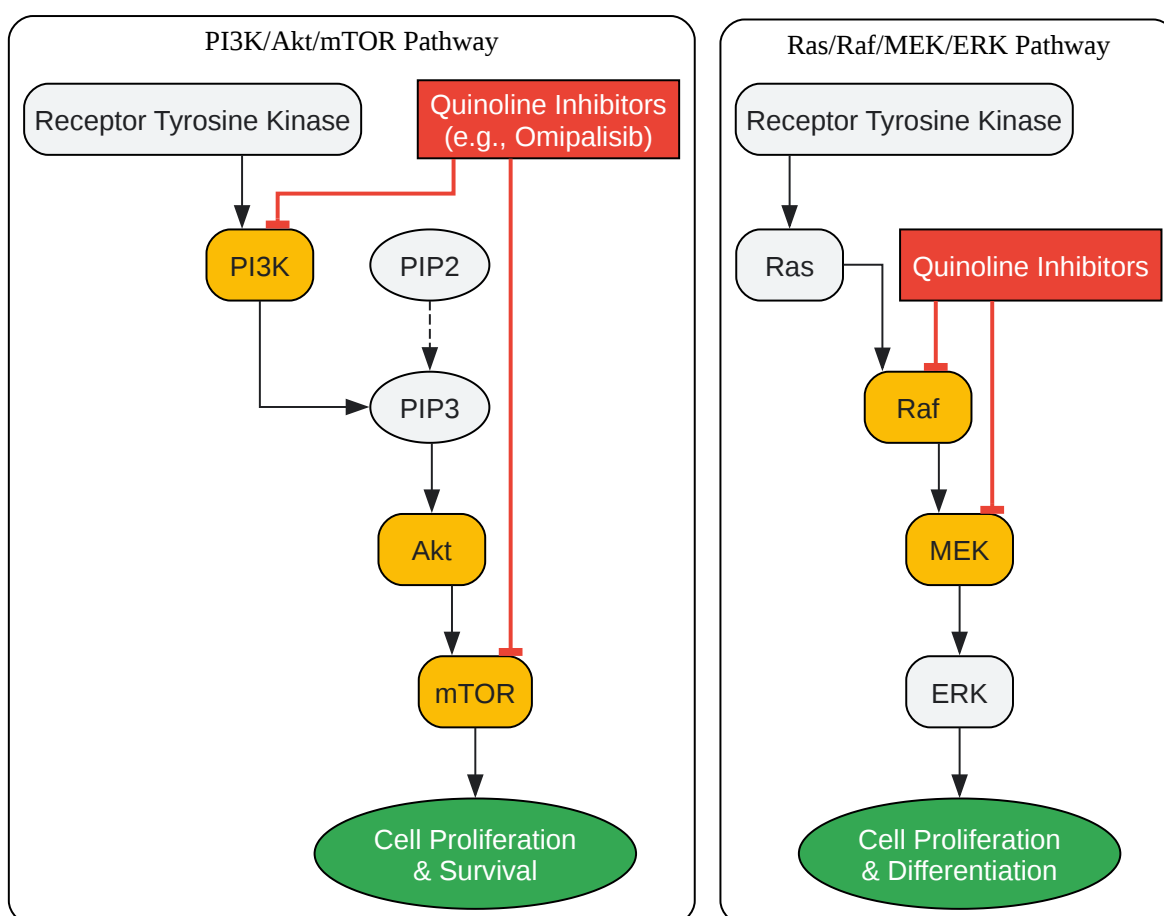 PI3K/Akt/mTOR Pathway
Receptor Tyrosine Kinase
Quinoline Inhibitors
(e.g., Omipalisib)
PI3K
PIP2
PIP3
Akt
mTOR
Cell Proliferation
& Survival
Ras/Raf/MEK/ERK Pathway
Receptor Tyrosine Kinase
Ras
Quinoline Inhibitors
Raf
MEK
ERK
Cell Proliferation
& Differentiation